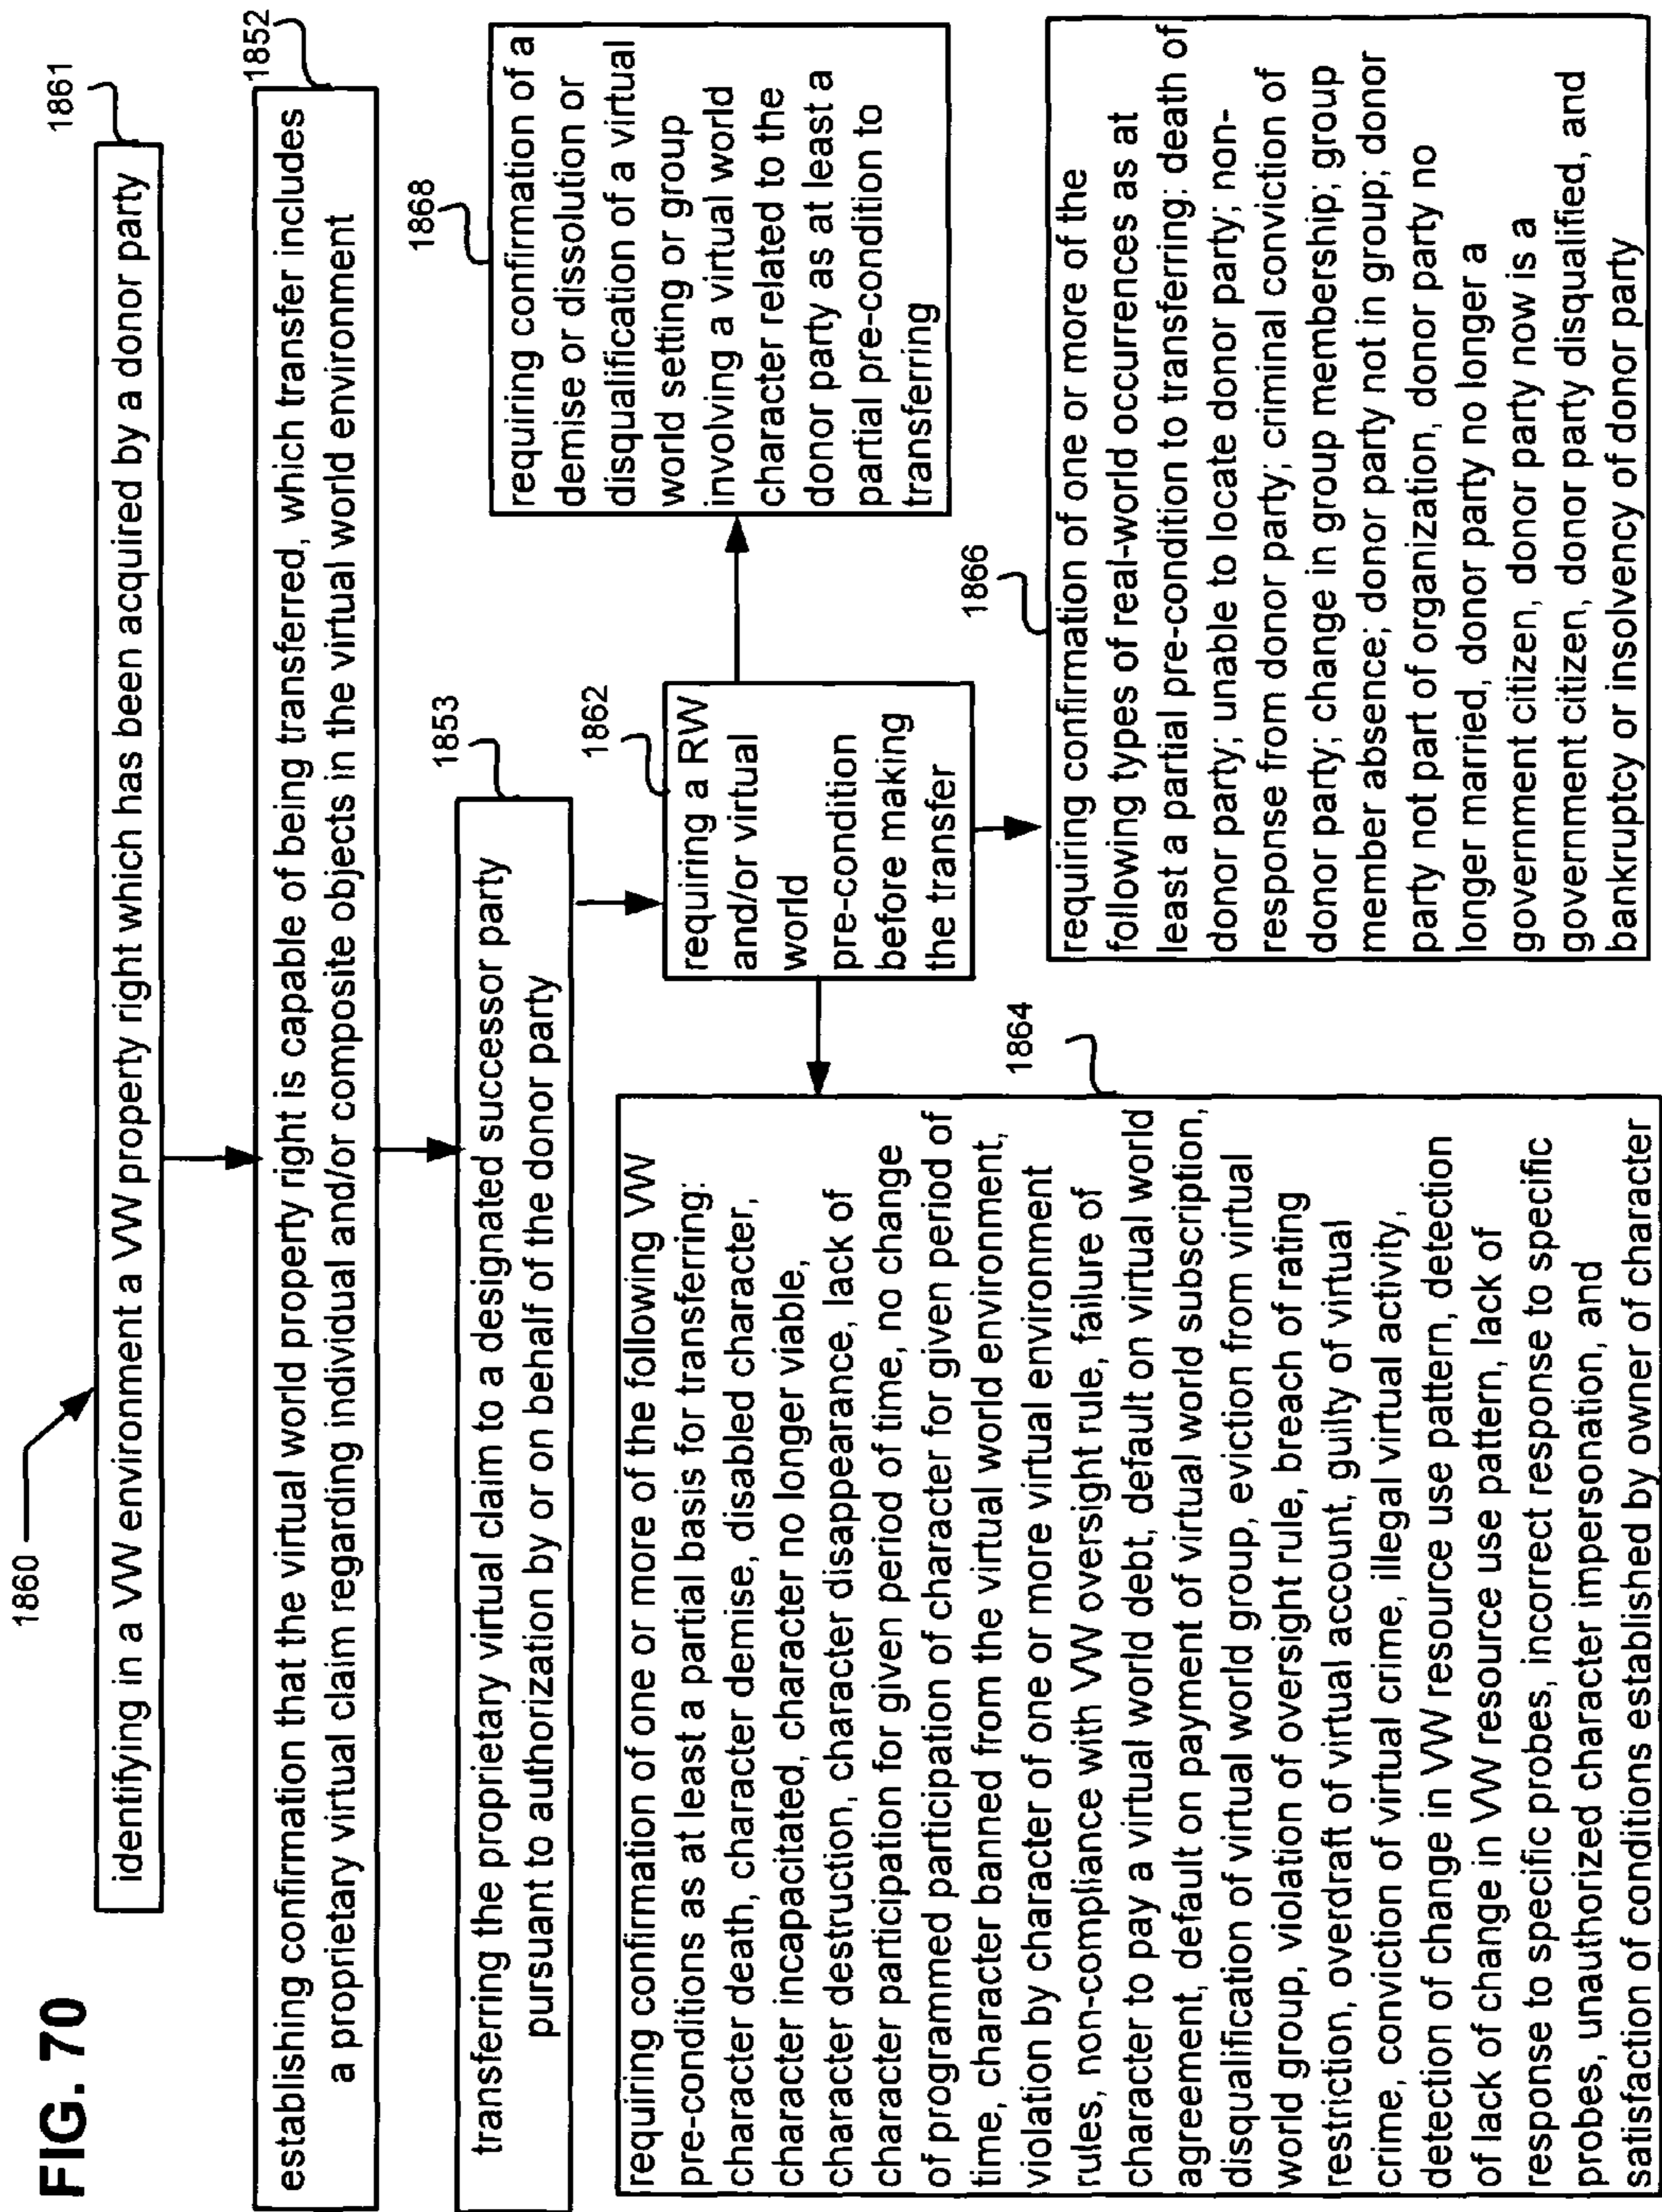 FIG. 70
1860
1861
identifying in a VW environment a VW property right which has been acquired by a donor party
1852
establishing confirmation that the virtual world property right is capable of being transferred, which transfer includes
a proprietary virtual claim regarding individual and/or composite objects in the virtual world environment
1853
transferring the proprietary virtual claim to a designated successor party
pursuant to authorization by or on behalf of the donor party
1862
requiring a RW
and/or virtual
world
pre-condition
before making
the transfer
1868
requiring confirmation of a
demise or dissolution or
disqualification of a virtual
world setting or group
involving a virtual world
character related to the
donor party as at least a
partial pre-condition to
transferring
1864
requiring confirmation of one or more of the following VW
pre-conditions as at least a partial basis for transferring:
character death, character demise, disabled character,
character incapacitated, character no longer viable,
character destruction, character disappearance, lack of
character participation for given period of time, no change
of programmed participation of character for given period of
time, character banned from the virtual world environment,
violation by character of one or more virtual environment
rules, non-compliance with VW oversight rule, failure of
character to pay a virtual world debt, default on virtual world
agreement, default on payment of virtual world subscription,
disqualification of virtual world group, eviction from virtual
world group, violation of oversight rule, breach of rating
restriction, overdraft of virtual account, guilty of virtual
crime, conviction of virtual crime, illegal virtual activity,
detection of change in VW resource use pattern, detection
of lack of change in VW resource use pattern, lack of
response to specific probes, incorrect response to specific
probes, unauthorized character impersonation, and
satisfaction of conditions established by owner of character
1866
requiring confirmation of one or more of the
following types of real-world occurrences as at
least a partial pre-condition to transferring: death of
donor party; unable to locate donor party; non-
response from donor party; criminal conviction of
donor party; change in group membership; group
member absence; donor party not in group; donor
party not part of organization, donor party no
longer married, donor party no longer a
government citizen, donor party now is a
government citizen, donor party disqualified, and
bankruptcy or insolvency of donor party